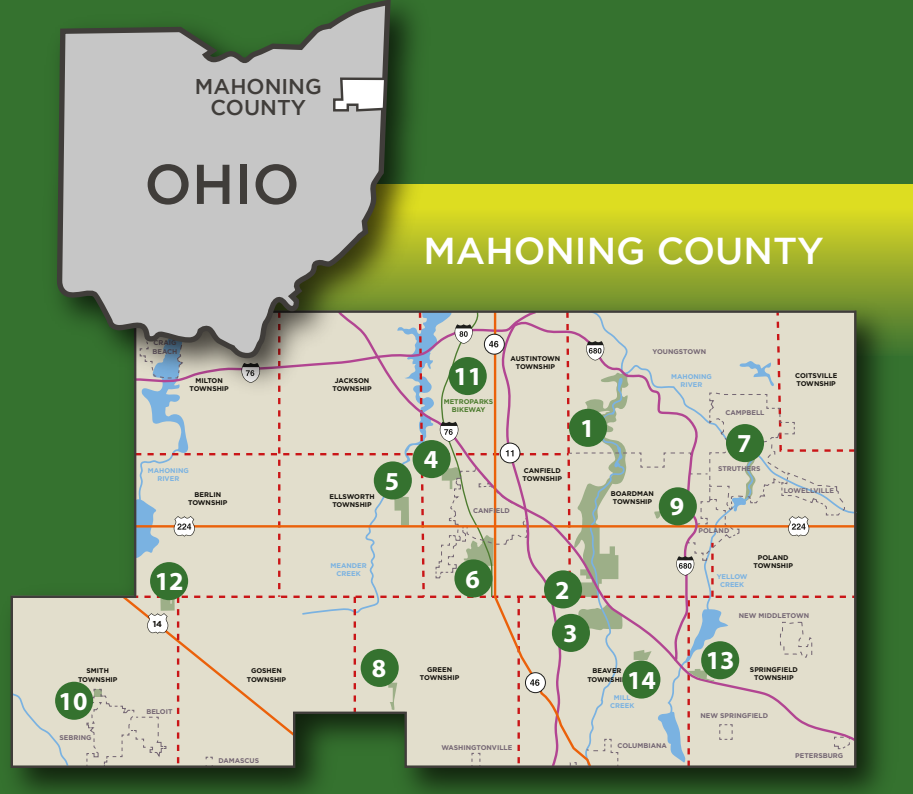 MAHONING
COUNTY
OHIO
MAHONING COUNTY
CRAIG
BEACH
MILTON
TOWNSHIP
76
JACKSON
TOWNSHIP
80
46
11
METROPARKS
BIKEWAY
76
AUSTINTOWN
TOWNSHIP
680
YOUNGSTOWN
MAHONING
RIVER
COITSVILLE
TOWNSHIP
CAMPBELL
1
7
STRUTHERS
LOWELLVILLE
MAHONING
RIVER
BERLIN
TOWNSHIP
224
5
4
ELLSWORTH
TOWNSHIP
11
CANFIELD
TOWNSHIP
CANFIELD
BOARDMAN
TOWNSHIP
9
POLAND
224
MEANDER
CREEK
6
12
2
680
POLAND
TOWNSHIP
YELLOW
CREEK
14
3
NEW MIDDLETOWN
SMITH
TOWNSHIP
10
BELOIT
SEBRING
DAMASCUS
GOSHEN
TOWNSHIP
8
GREEN
TOWNSHIP
46
WASHINGTONVILLE
BEAVER
TOWNSHIP
14
MILL
CREEK
COLUMBIANA
13
SPRINGFIELD
TOWNSHIP
NEW SPRINGFIELD
PETERSBURG